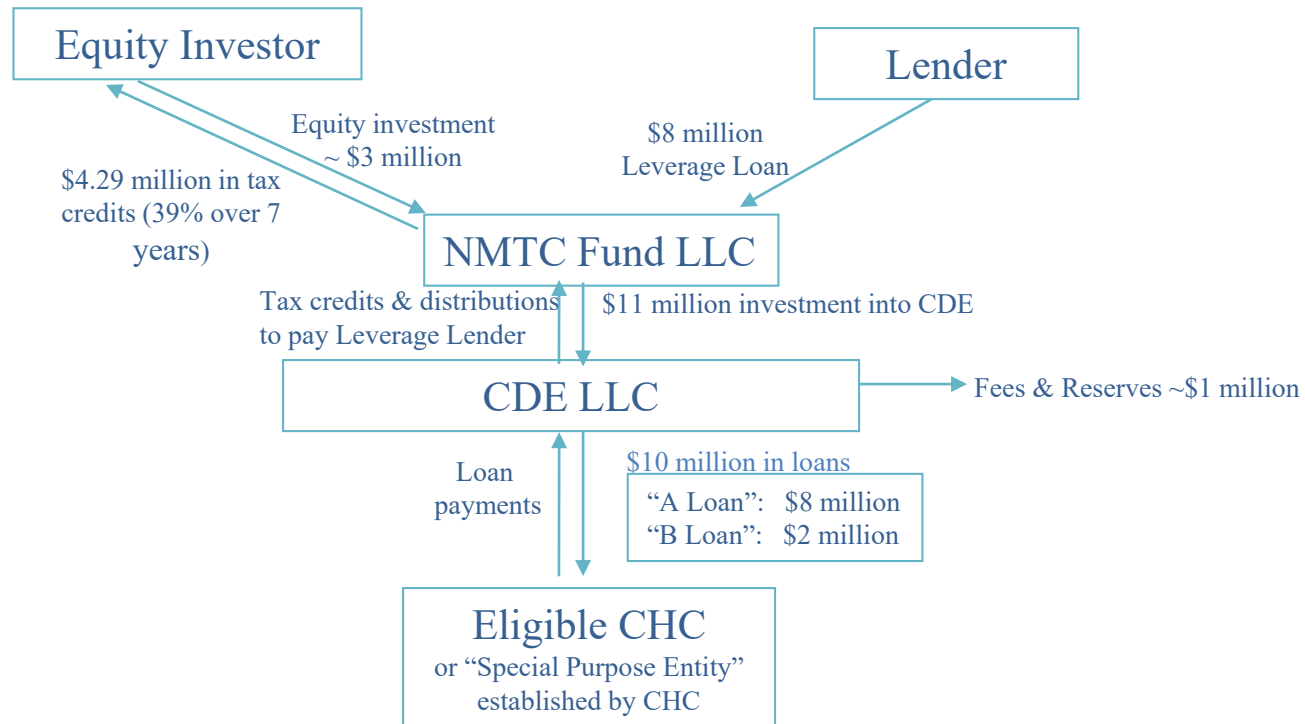 Equity Investor
Lender
Equity investment
~ $3 million
$8 million
Leverage Loan
$4.29 million in tax
credits (39% over 7
years)
NMTC Fund LLC
Tax credits & distributions
to pay Leverage Lender
$11 million investment into CDE
CDE LLC
Fees & Reserves ~$1 million
Loan
payments
$10 million in loans
“A Loan”: $8 million
“B Loan”: $2 million
Eligible CHC
or “Special Purpose Entity”
established by CHC